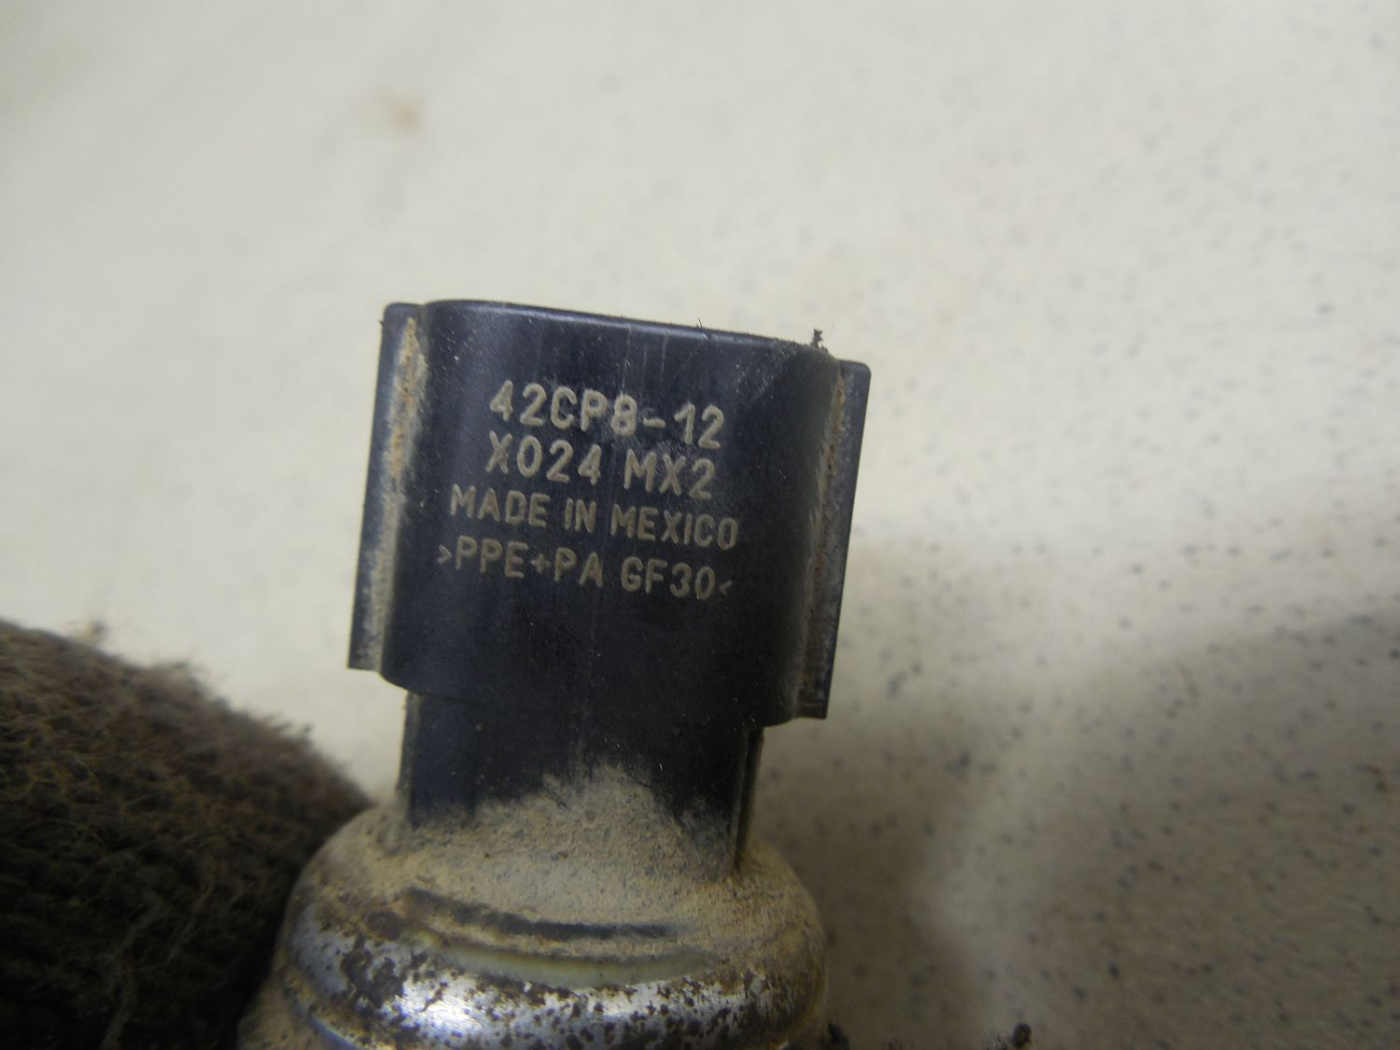 42CP8-12
X024 MX2
MADE IN MEXICO
>PPE+PA GF30<